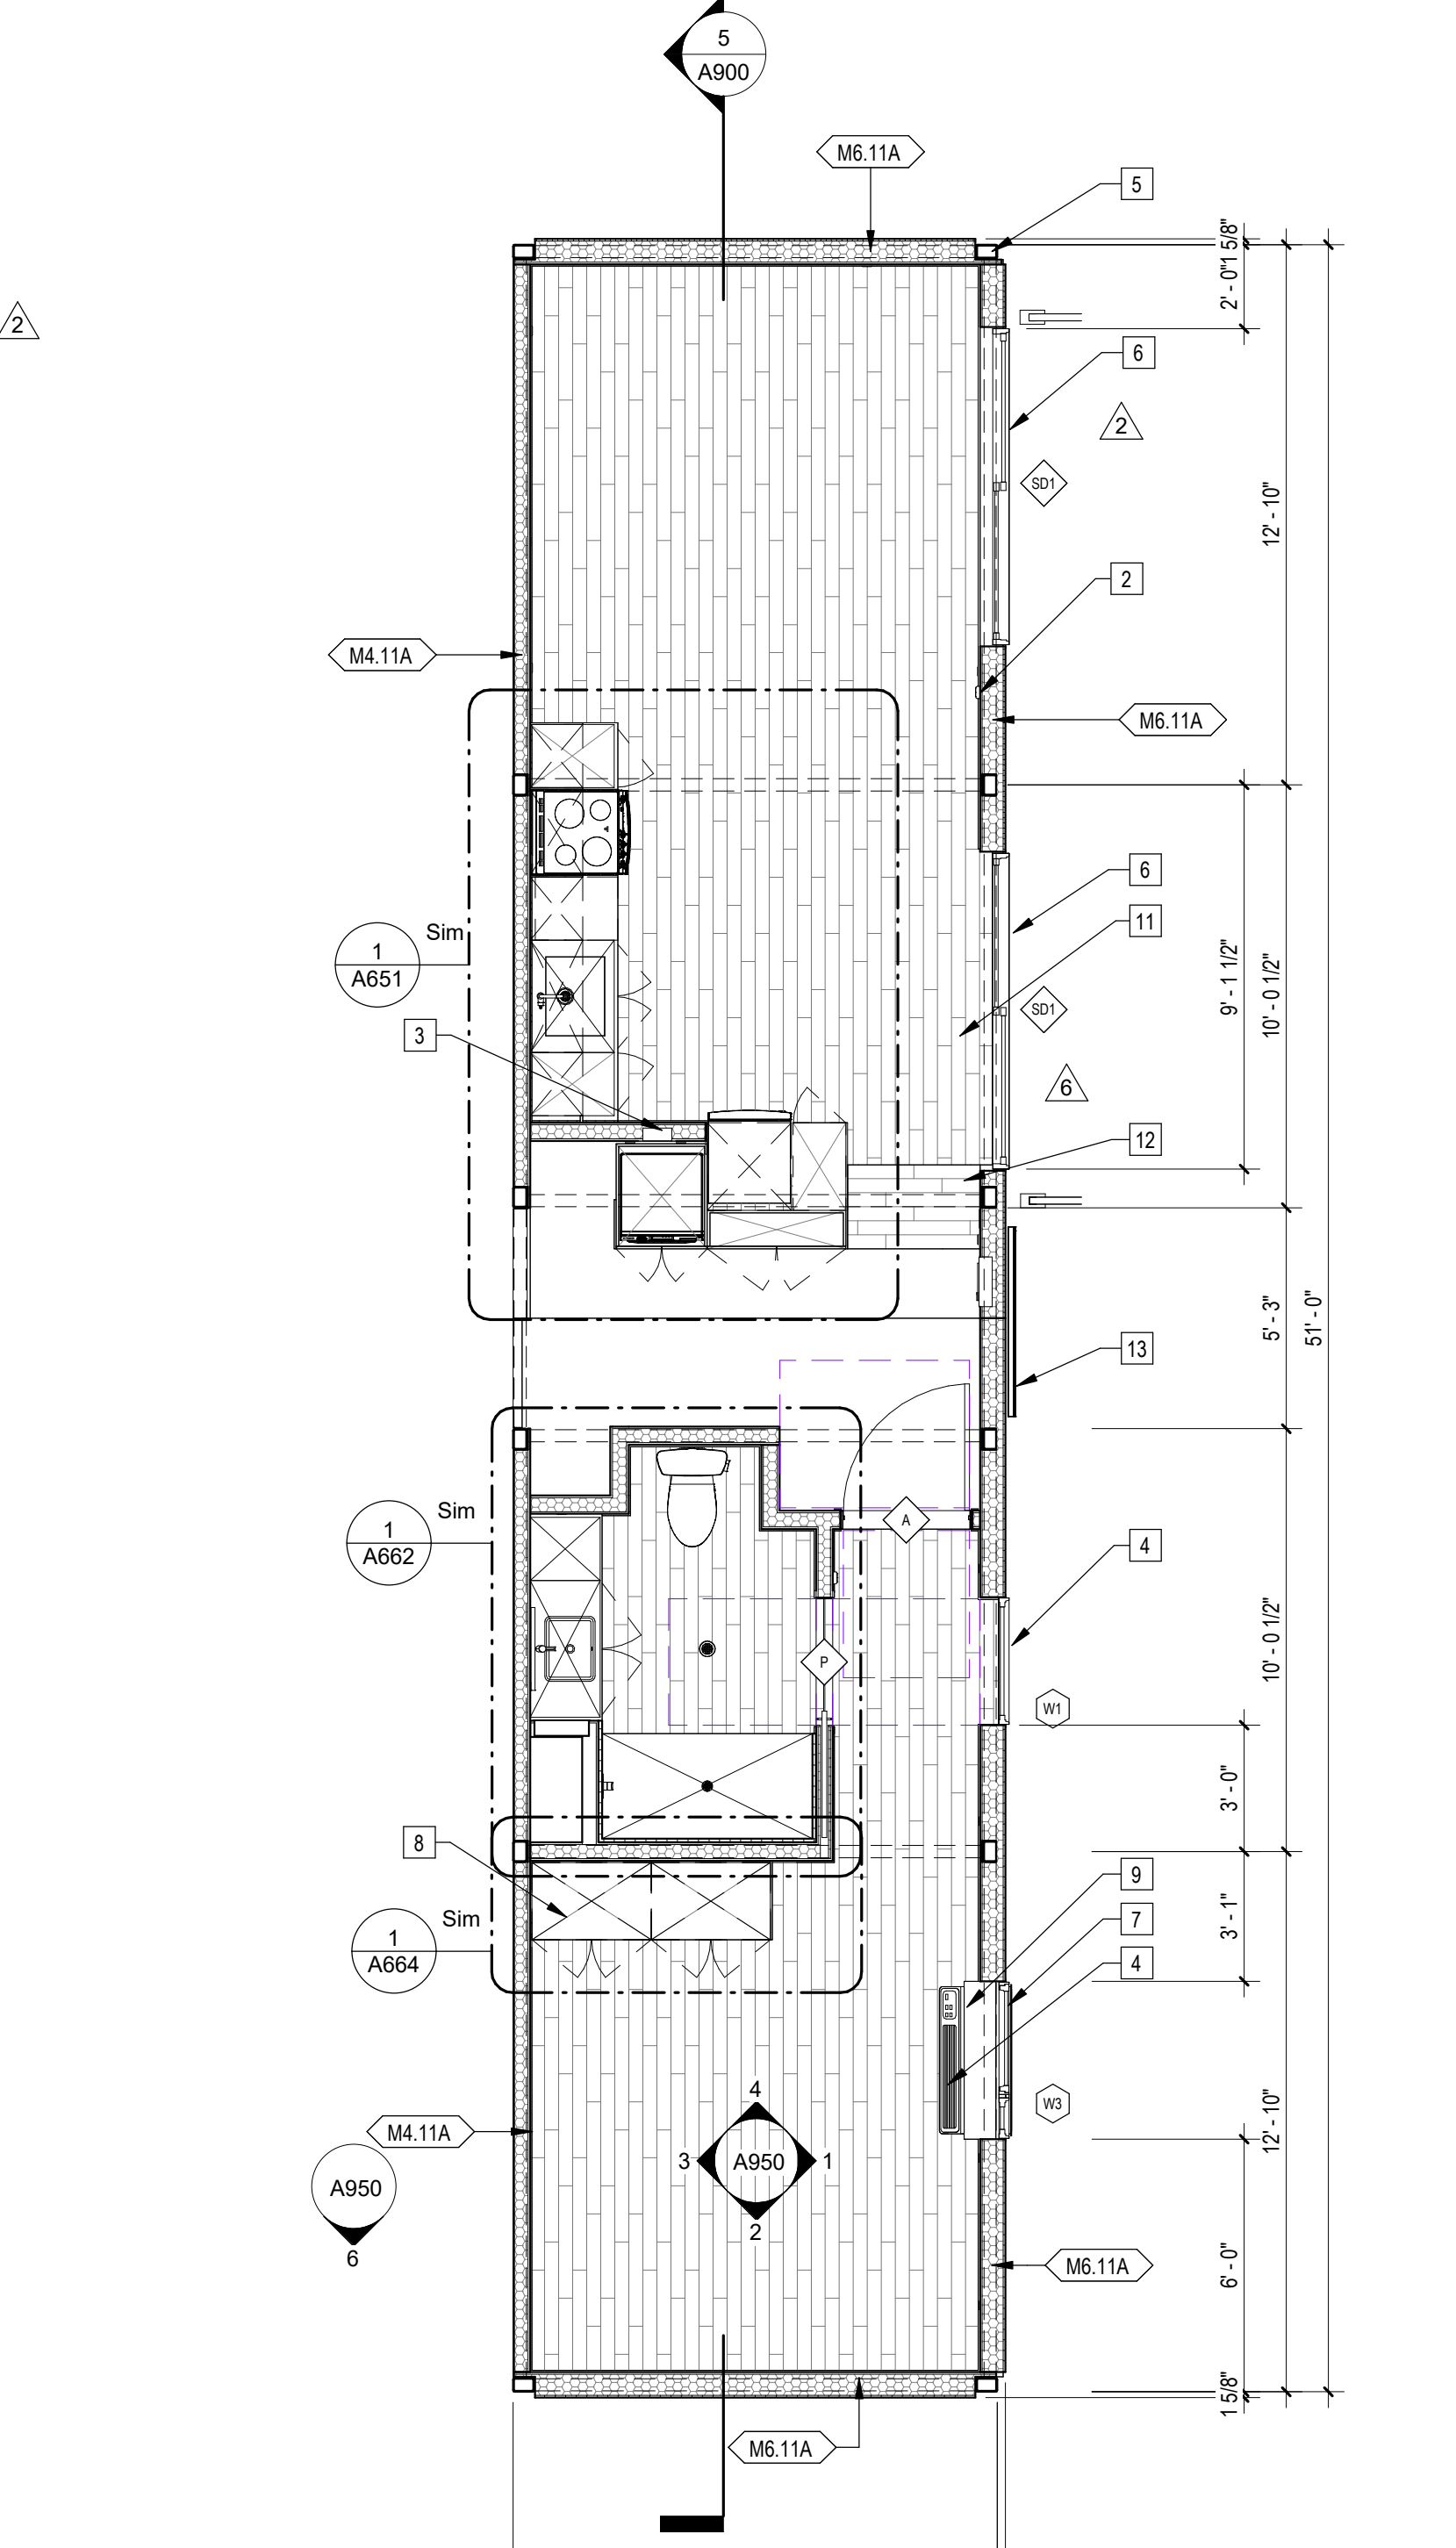 5
A900
M6.11A
5
1 5/8"
2' - 0"
2
6
2
SD1
12' - 10"
2
M4.11A
M6.11A
6
11
Sim
1
A651
9' - 1 1/2"
10' - 0 1/2"
SD1
3
6
12
5' - 3"
51' - 0"
13
Sim
1
A662
A
4
P
10' - 0 1/2"
W1
3' - 0"
8
9
7
4
Sim
1
A664
3' - 1"
W3
4
3
A950
1
2
M4.11A
A950
6
12' - 10"
M6.11A
6' - 0"
1 5/8"
M6.11A